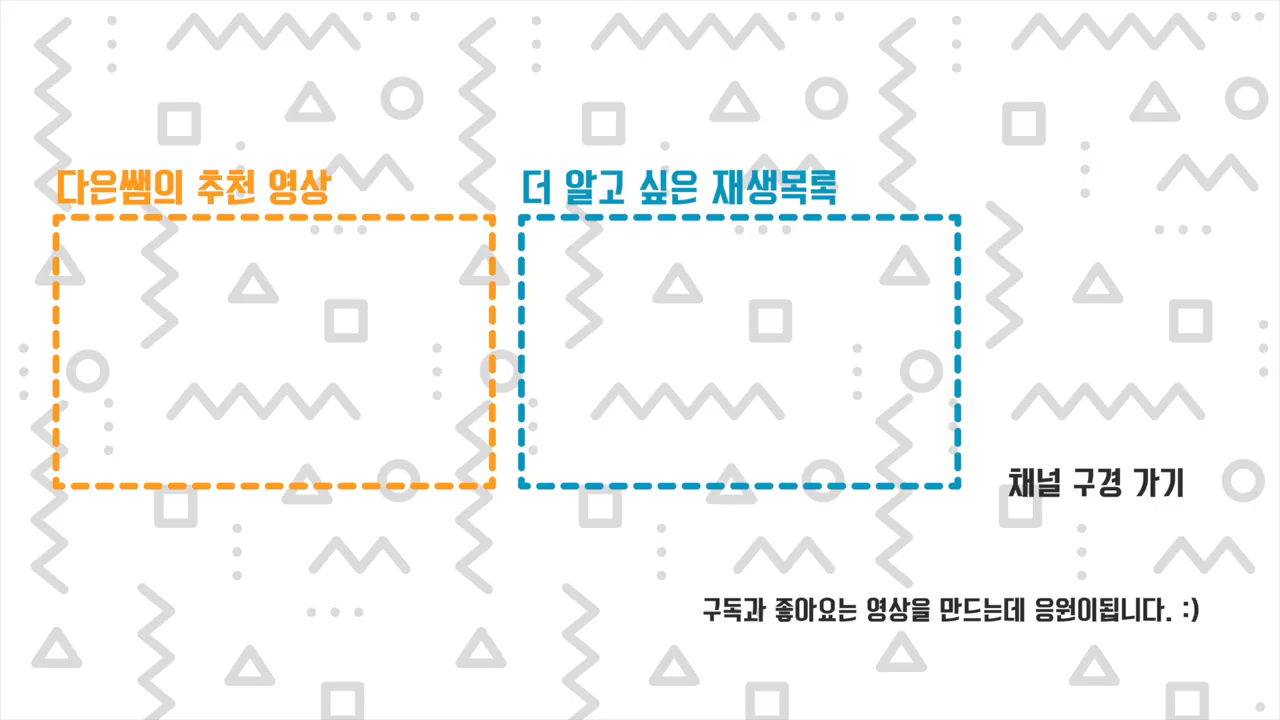 다은쌤의 추천 영상
더 알고 싶은 재생목록
채널 구경 가기
구독과 좋아요는 영상을 만드는데 응원이됩니다. :)